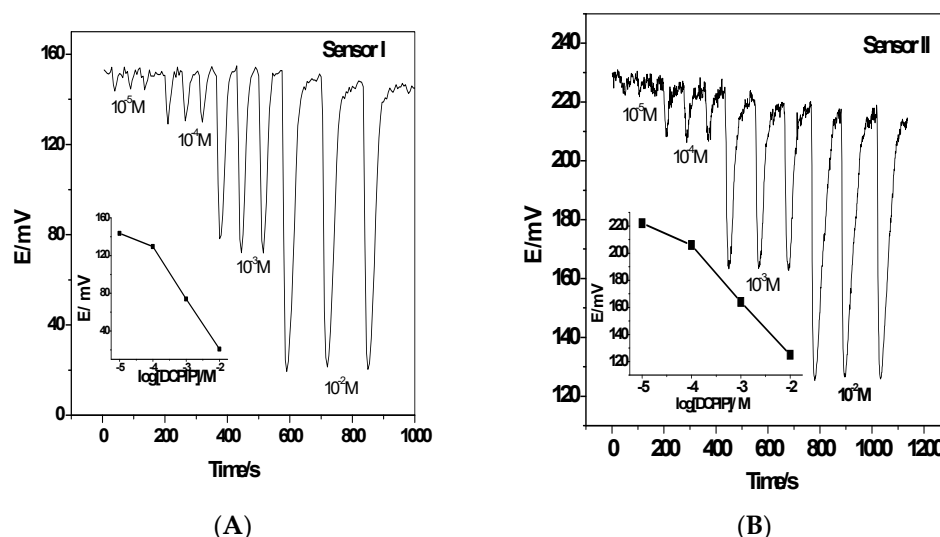 Sensor I
160
120
80
40
0
E/mV
10⁻⁵M
10⁻⁴M
10⁻³M
10⁻²M
160
120
80
40
E/ mV
-5 -4 -3 -2
log[DCPIP]/M
0 200 400 600 800 1000
Time/s
(A)
Sensor II
240
220
200
180
160
140
120
E/mV
10⁻⁵M
10⁻⁴M
10⁻³M
10⁻²M
220
200
180
160
140
120
E/mV
-5 -4 -3 -2
log[DCPIP]/ M
0 200 400 600 800 1000 1200
Time/s
(B)